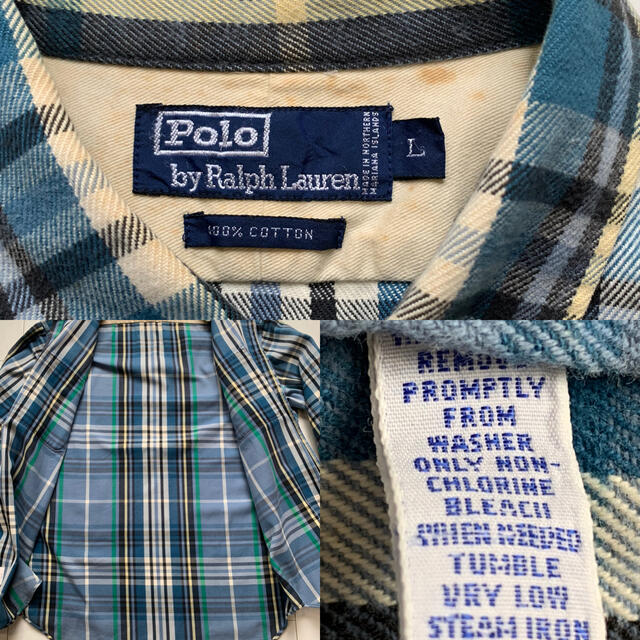 Polo
by Ralph Lauren
MADE IN NORTHERN
MARIANA ISLANDS
L
100% COTTON
REMOVE
PROMPTLY
FROM
WASHER
ONLY NON-
CHLORINE
BLEACH
WHEN NEEDED
TUMBLE
DRY LOW
STEAM IRON